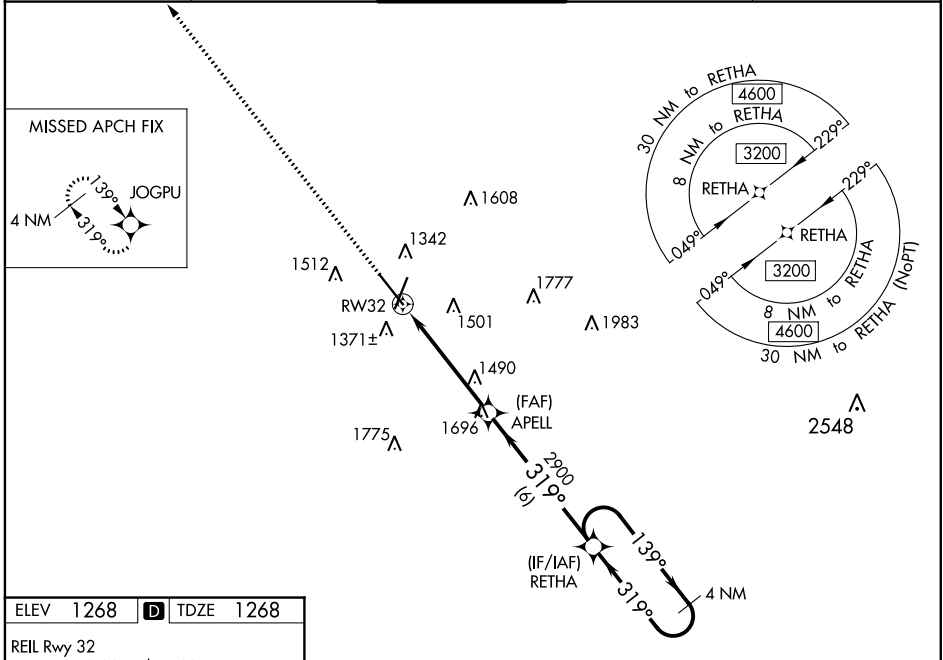 MISSED APCH FIX
139°
JOGPU
4 NM
319°
30 NM to RETHA
4600
8 NM to RETHA
3200
229°
RETHA
049°
229°
RETHA
049°
3200
8 NM to RETHA
4600
30 NM to RETHA (NoPT)
1608
1342
1512
1777
RW32
1501
1983
1371±
1490
(FAF)
APELL
1696
1775
2548
2900
319°
(6)
(IF/IAF)
RETHA
139°
319°
4 NM
ELEV 1268 D TDZE 1268
REIL Rwy 32